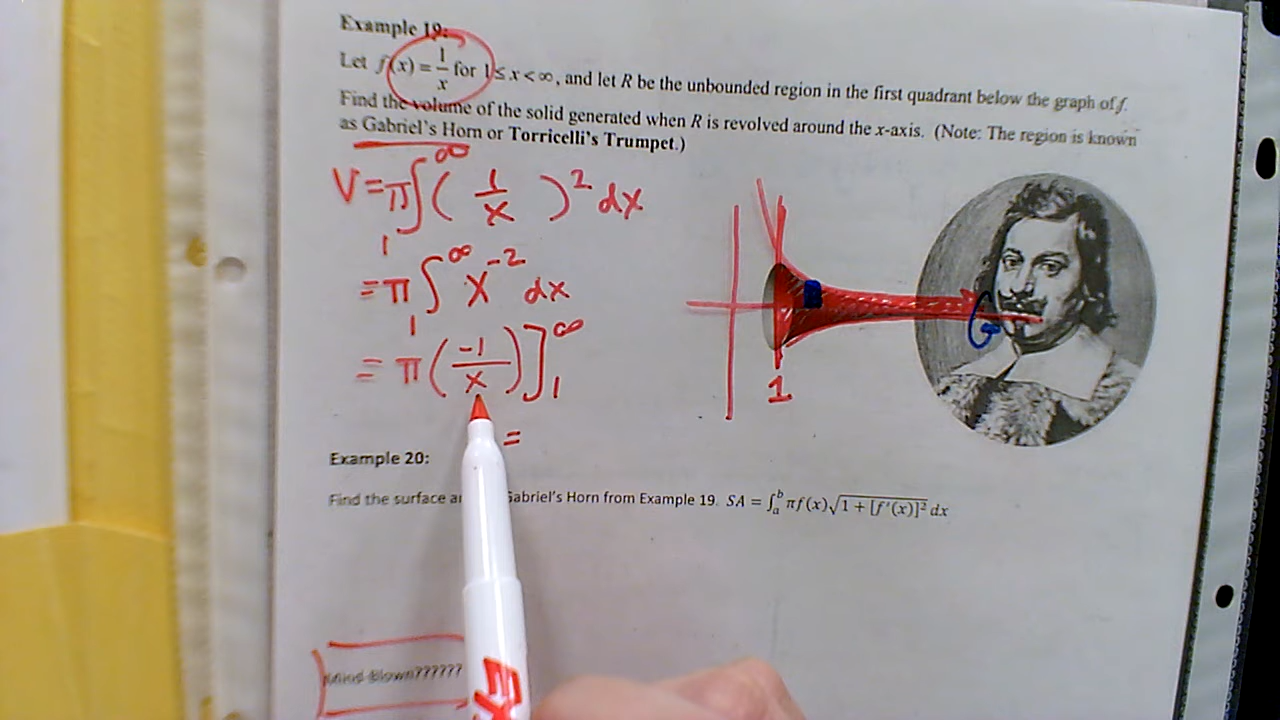 Example 19:
Let f(x) = 1/x for 1 ≤ x < ∞, and let R be the unbounded region in the first quadrant below the graph of f.
Find the volume of the solid generated when R is revolved around the x-axis. (Note: The region is known
as Gabriel's Horn or Torricelli's Trumpet.)
V = π∫₁^∞ (1/x)² dx
= π∫₁^∞ x⁻² dx
= π(-1/x)]₁^∞
=
1
Example 20:
Find the surface Gabriel's Horn from Example 19. SA = ∫ₐᵇ πf(x)√(1 + [f'(x)]²) dx
Mind Blown??????
EX